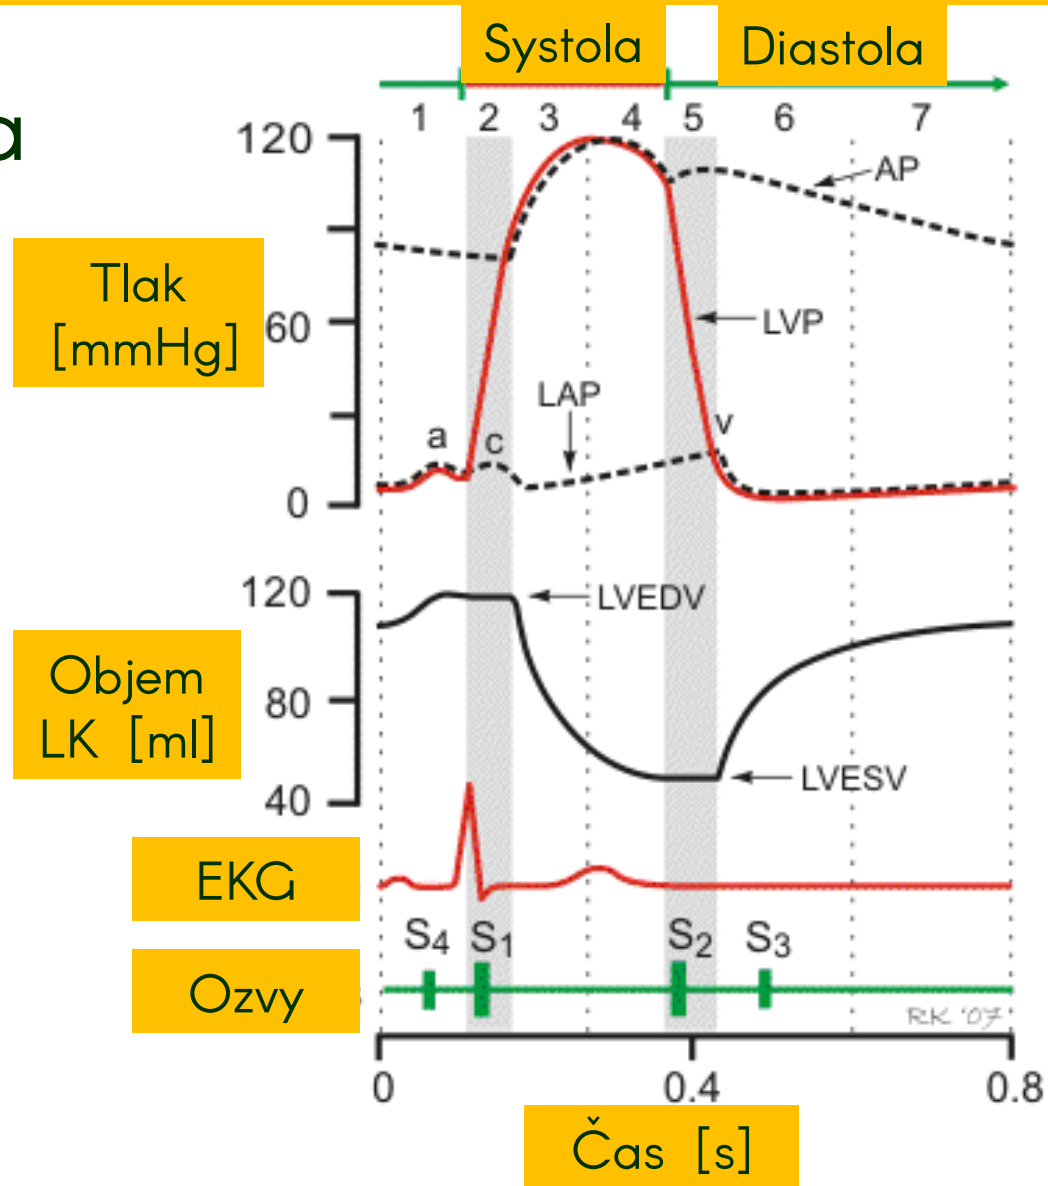 Systola Diastola
a
1 2 3 4 5 6 7
120
AP
Tlak
[mmHg]
60
LVP
LAP
a c v
0
120
LVEDV
Objem
LK [ml]
80
LVESV
40
EKG
S4 S1 S2 S3
Ozvy
RK '07
0 0.4 0.8
Čas [s]